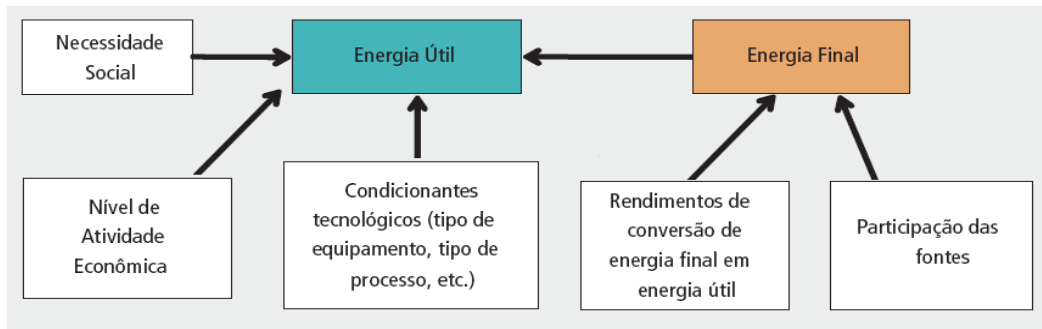 Necessidade
Social
Energia Útil
Energia Final
Nível de
Atividade
Econômica
Condicionantes
tecnológicos (tipo de
equipamento, tipo de
processo, etc.)
Rendimentos de
conversão de
energia final em
energia útil
Participação das
fontes